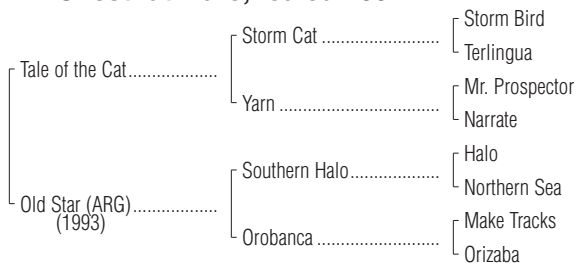 Storm Bird
Storm Cat
Terlingua
Tale of the Cat
Mr. Prospector
Yarn
Narrate
Halo
Southern Halo
Northern Sea
Old Star (ARG)
(1993)
Make Tracks
Orobanca
Orizaba